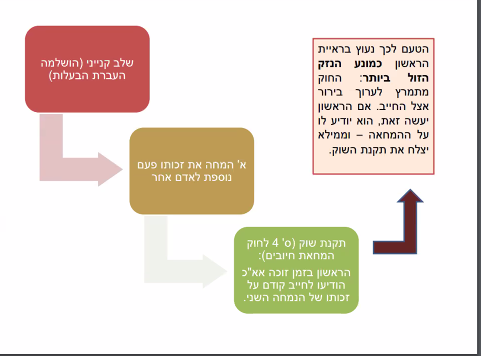 שלב קנייני (הושלמה
העברת הבעלות)
א' המחה את זכותו פעם
נוספת לאדם אחר
תקנת שוק (ס' 4 לחוק
המחאת חיובים):
הראשון בזמן זוכה אא"כ
הודיעו לחייב קודם על
זכותו של הנמחה השני.
הטעם לכך נעוץ בראיית
הראשון כמונע הנזק
הזול ביותר: החוק
מתמרץ לערוך בירור
אצל החייב. אם הראשון
יעשה זאת, הוא יודיע לו
על ההמחאה – וממילא
יצלח את תקנת השוק.